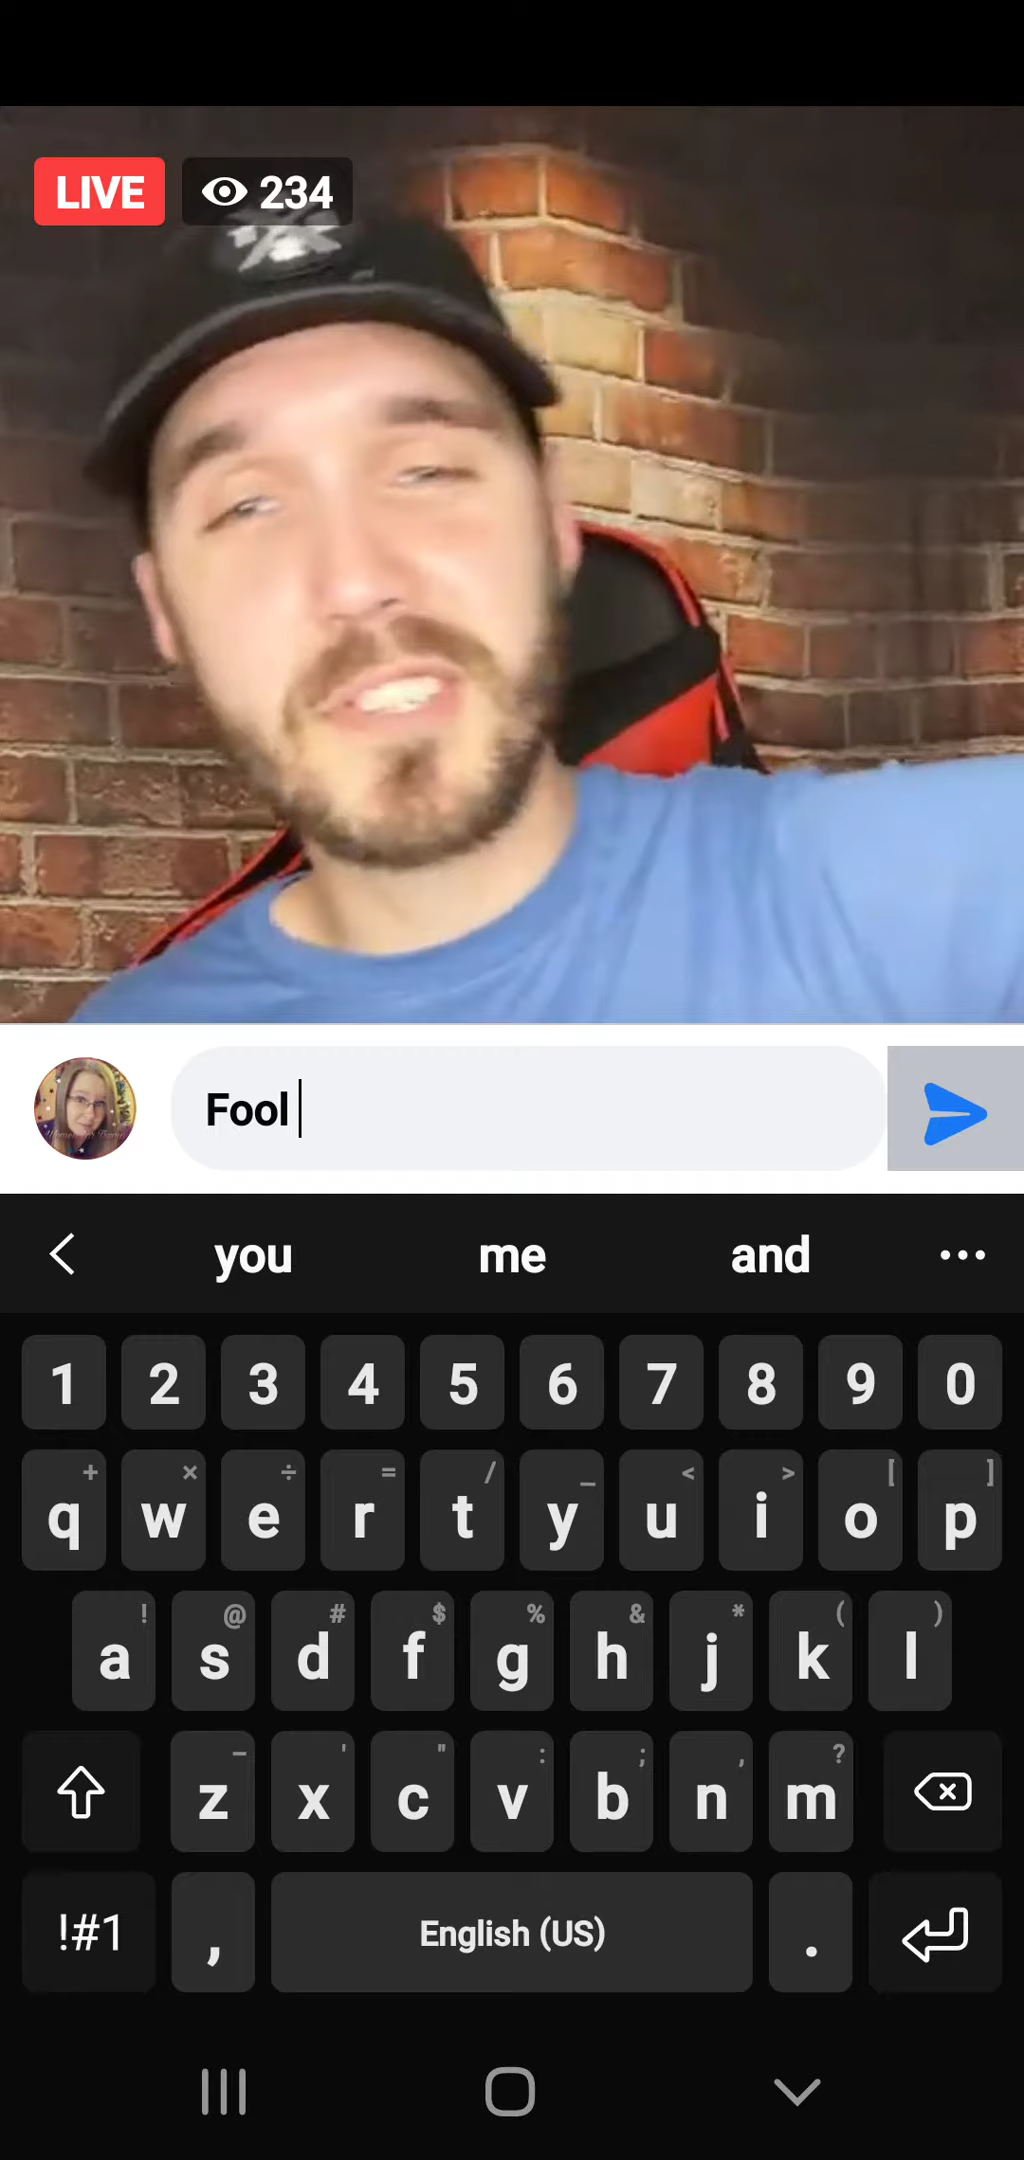 LIVE 234
Fool
you me and
1 2 3 4 5 6 7 8 9 0
+ × ÷ = / _ < > [ ]
q w e r t y u i o p
! @ # $ % & * ( )
a s d f g h j k l
- ' " : ; , ?
z x c v b n m
!#1 , English (US) .